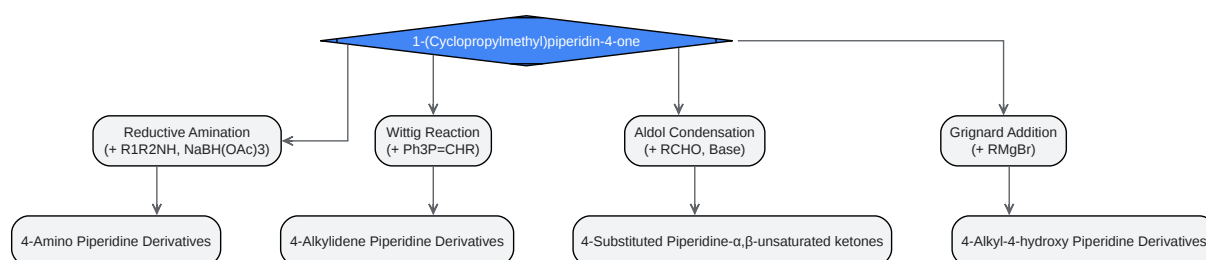 1-(Cyclopropylmethyl)piperidin-4-one
Reductive Amination
(+ R1R2NH, NaBH(OAc)3)
Wittig Reaction
(+ Ph3P=CHR)
Aldol Condensation
(+ RCHO, Base)
Grignard Addition
(+ RMgBr)
4-Amino Piperidine Derivatives
4-Alkylidene Piperidine Derivatives
4-Substituted Piperidine-α,β-unsaturated ketones
4-Alkyl-4-hydroxy Piperidine Derivatives